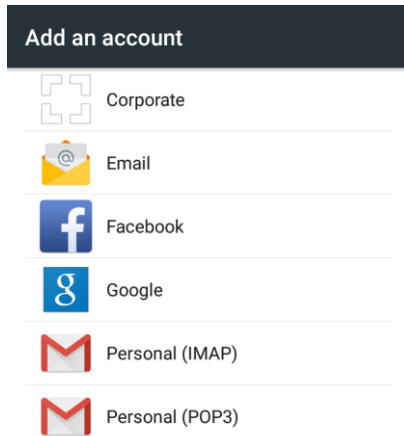 Add an account
Corporate
Email
Facebook
Google
Personal (IMAP)
Personal (POP3)